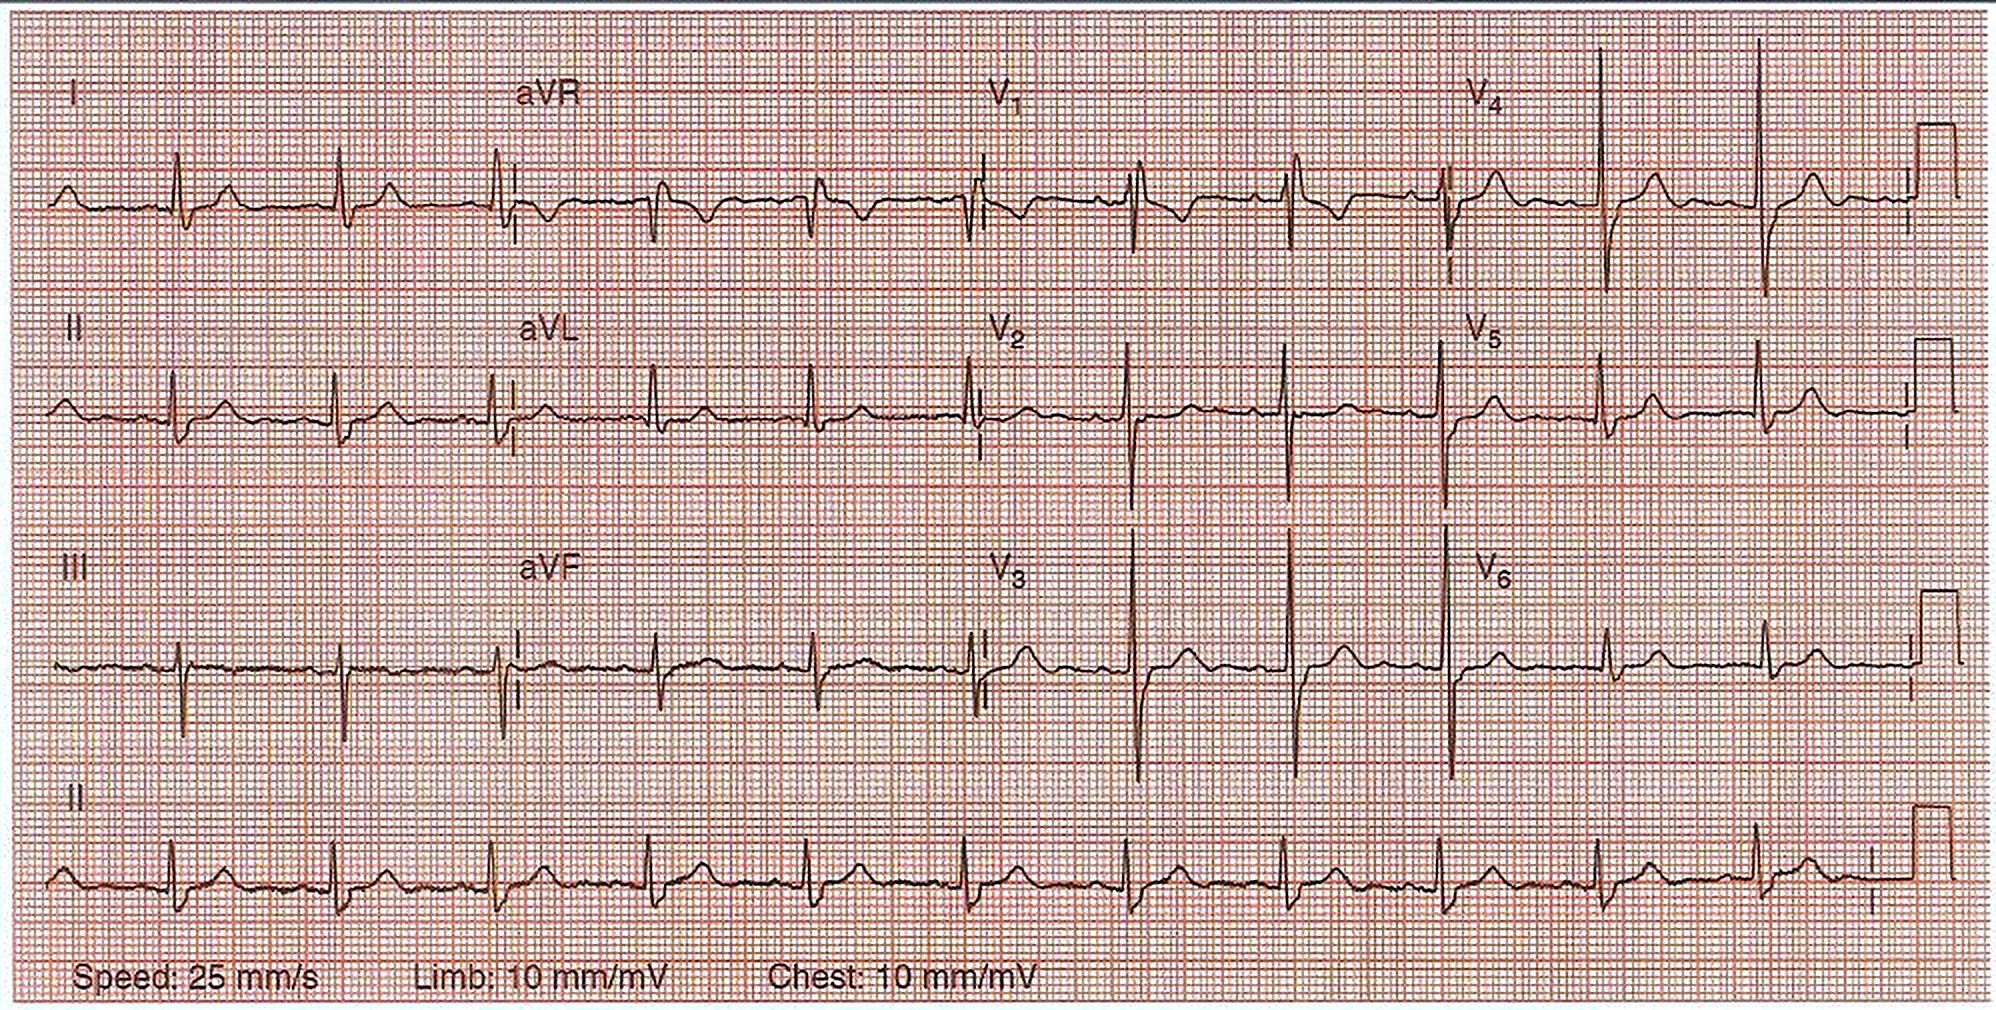 I aVR V1 V4
II aVL V2 V5
III aVF V3 V6
II
Speed: 25 mm/s Limb: 10 mm/mV Chest: 10 mm/mV